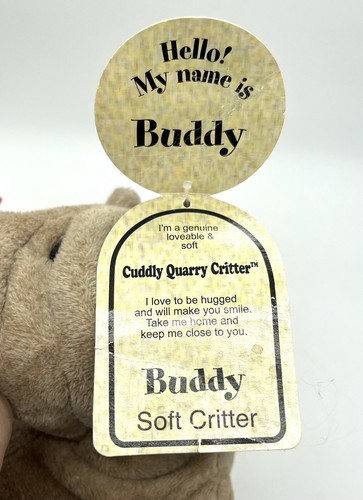 Hello!
My name is
Buddy
I'm a genuine
loveable &
soft
Cuddly Quarry Critter™
I love to be hugged
and will make you smile.
Take me home and
keep me close to you.
Buddy
Soft Critter